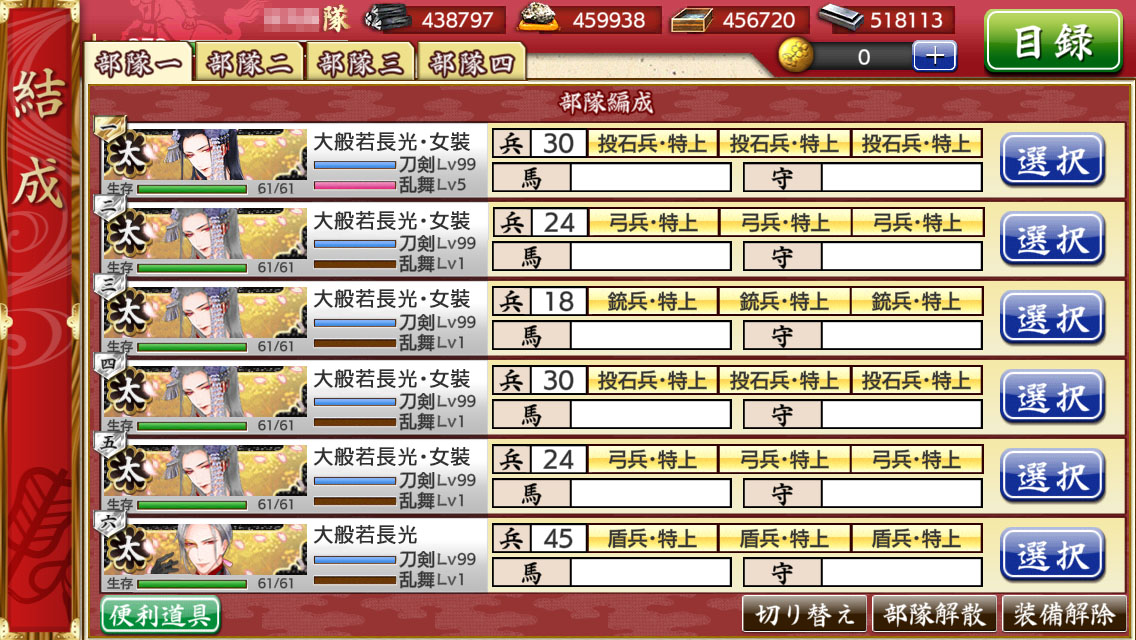 隊 438797 459938 456720 518113
目録
部隊一 部隊二 部隊三 部隊四 0 +
結成
部隊編成
一 太 大般若長光・女装 兵 30 投石兵・特上 投石兵・特上 投石兵・特上 選択
刀剣Lv99
生存 61/61 乱舞Lv5 馬 守
二 太 大般若長光・女装 兵 24 弓兵・特上 弓兵・特上 弓兵・特上 選択
刀剣Lv99
生存 61/61 乱舞Lv1 馬 守
三 太 大般若長光・女装 兵 18 銃兵・特上 銃兵・特上 銃兵・特上 選択
刀剣Lv99
生存 61/61 乱舞Lv1 馬 守
四 太 大般若長光・女装 兵 30 投石兵・特上 投石兵・特上 投石兵・特上 選択
刀剣Lv99
生存 61/61 乱舞Lv1 馬 守
五 太 大般若長光・女装 兵 24 弓兵・特上 弓兵・特上 弓兵・特上 選択
刀剣Lv99
生存 61/61 乱舞Lv1 馬 守
六 太 大般若長光 兵 45 盾兵・特上 盾兵・特上 盾兵・特上 選択
刀剣Lv99
生存 61/61 乱舞Lv1 馬 守
便利道具 切り替え 部隊解散 装備解除